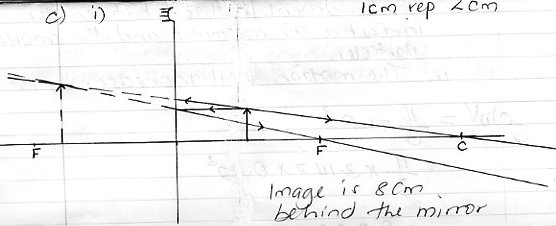 c) i) 1cm rep 2cm
F F C
Image is 8cm
behind the mirror